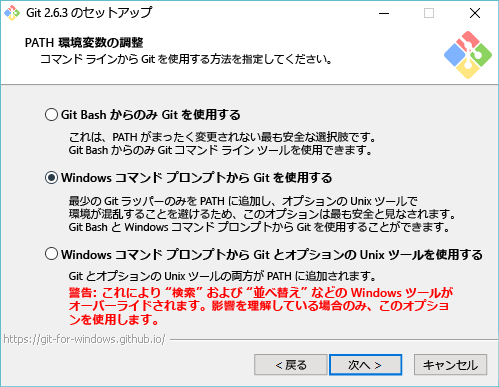 Git 2.6.3 のセットアップ
PATH 環境変数の調整
コマンド ラインから Git を使用する方法を指定してください。
Git Bash からのみ Git を使用する
これは、PATH がまったく変更されない最も安全な選択肢です。
Git Bash からのみ Git コマンド ライン ツールを使用できます。
Windows コマンド プロンプトから Git を使用する
最少の Git ラッパーのみを PATH に追加し、オプションの Unix ツールで
環境が混乱することを避けるため、このオプションは最も安全と見なされます。
Git Bash と Windows コマンド プロンプトから Git を使用することができます。
Windows コマンド プロンプトから Git とオプションの Unix ツールを使用する
Git とオプションの Unix ツールの両方が PATH に追加されます。
警告: これにより “検索” および “並べ替え” などの Windows ツールが
オーバーライドされます。影響を理解している場合のみ、このオプショ
ンを使用します。
https://git-for-windows.github.io/
< 戻る
次へ >
キャンセル